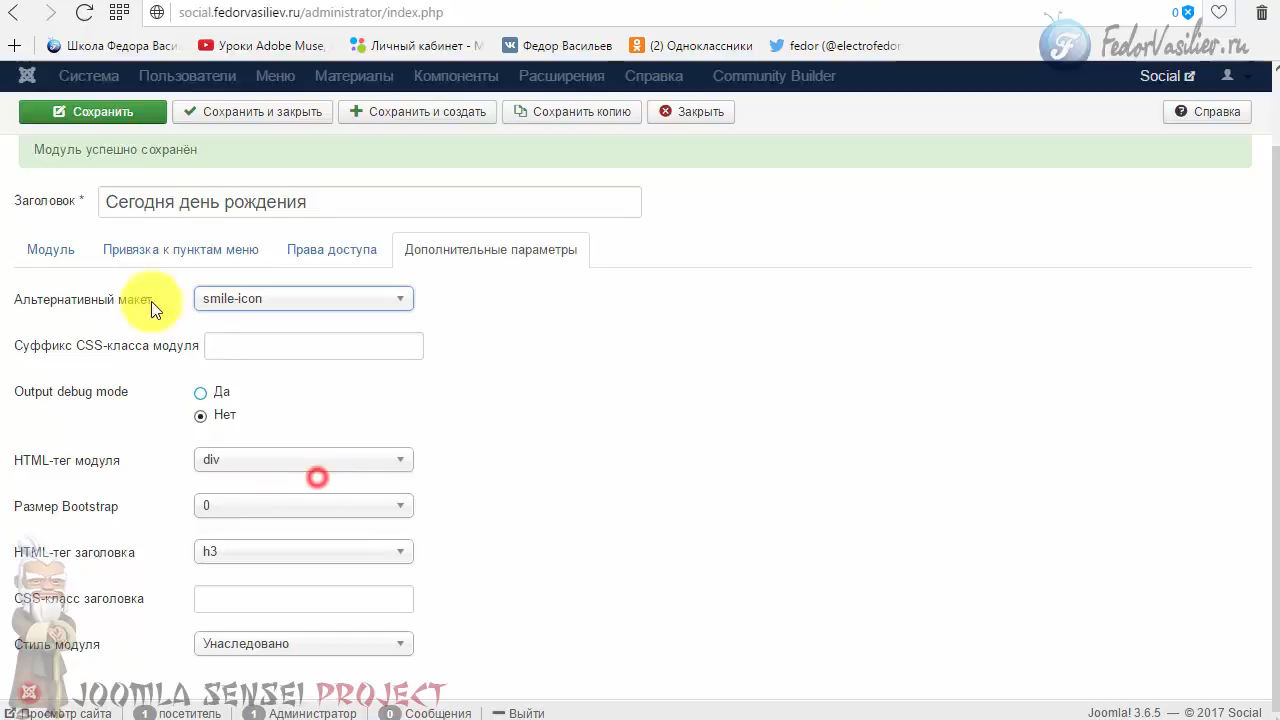 social.fedorvasiliev.ru/administrator/index.php
0
Школа Федора Васи
Уроки Adobe Muse,
Личный кабинет - М
Федор Васильев
(2) Одноклассники
fedor (@electrofedor
FedorVasiliev.ru
Система
Пользователи
Меню
Материалы
Компоненты
Расширения
Справка
Community Builder
Social
Сохранить
Сохранить и закрыть
Сохранить и создать
Сохранить копию
Закрыть
Справка
Модуль успешно сохранён
Заголовок *
Сегодня день рождения
Модуль
Привязка к пунктам меню
Права доступа
Дополнительные параметры
Альтернативный макет
smile-icon
Суффикс CSS-класса модуля
Output debug mode
Да
Нет
HTML-тег модуля
div
Размер Bootstrap
0
HTML-тег заголовка
h3
CSS-класс заголовка
Стиль модуля
Унаследовано
JOOMLA SENSEI PROJECT
Просмотр сайта
1 посетитель
1 Администратор
0 Сообщения
Выйти
Joomla! 3.6.5 — © 2017 Social